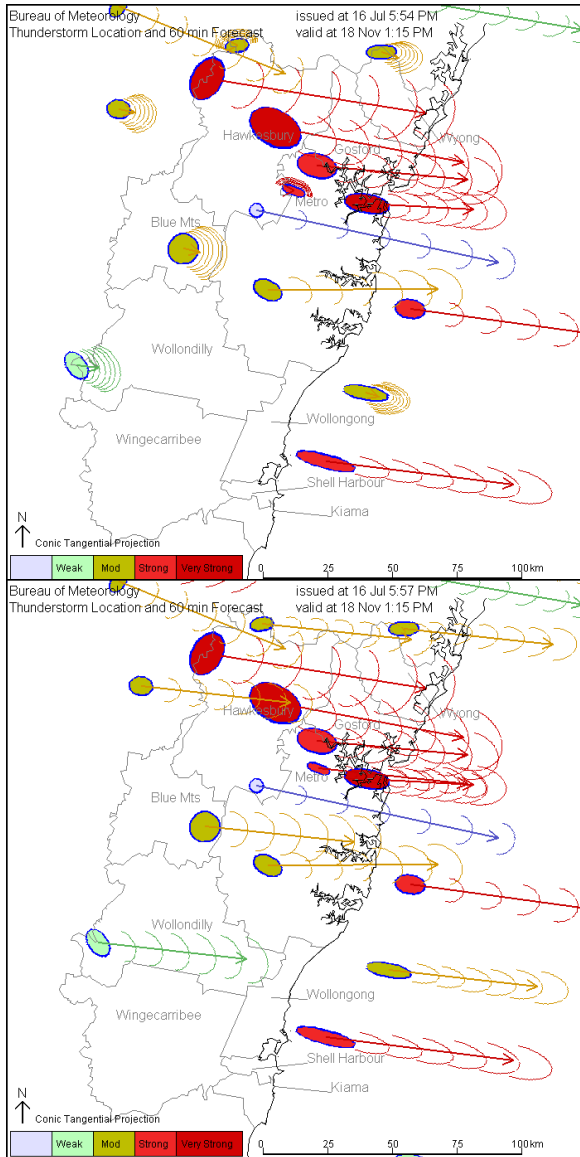 Bureau of Meteorology issued at 16 Jul 5:54 PM
Thunderstorm Location and 60 min Forecast valid at 18 Nov 1:15 PM
Hawkesbury
Wyong
Gosford
Metro
Blue Mts
Wollondilly
Wollongong
Wingecarribee
Shell Harbour
Kiama
N
Conic Tangential Projection
Weak Mod Strong Very Strong
0 25 50 75 100km
Bureau of Meteorology issued at 16 Jul 5:57 PM
Thunderstorm Location and 60 min Forecast valid at 18 Nov 1:15 PM
Hawkesbury
Wyong
Gosford
Metro
Blue Mts
Wollondilly
Wollongong
Wingecarribee
Shell Harbour
Kiama
N
Conic Tangential Projection
Weak Mod Strong Very Strong
0 25 50 75 100km